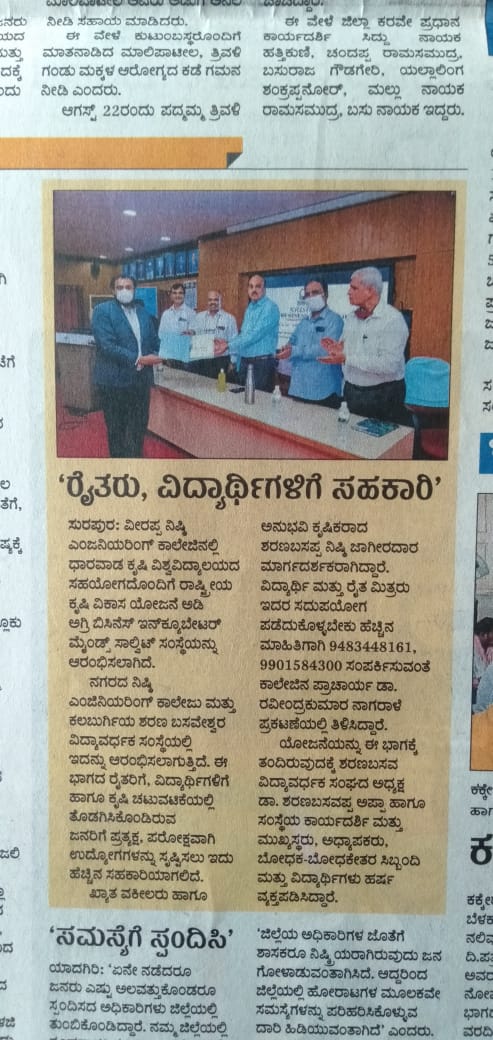 ನೀಡಿ ಸಹಾಯ ಮಾಡಿದರು.
ಈ ವೇಳೆ ಕುಟುಂಬಸ್ಥರೊಂದಿಗೆ
ಮಾತನಾಡಿದ ಮಾಲಿಪಾಟೀಲ, ತ್ರಿವಳಿ
ಗಂಡು ಮಕ್ಕಳ ಆರೋಗ್ಯದ ಕಡೆ ಗಮನ
ನೀಡಿ ಎಂದರು.
ಆಗಸ್ಟ್ 22ರಂದು ಪದ್ಮಮ್ಮ ತ್ರಿವಳಿ
ಈ ವೇಳೆ ಜಿಲ್ಲಾ ಕರವೇ ಪ್ರಧಾನ
ಕಾರ್ಯದರ್ಶಿ ಸಿದ್ದು ನಾಯಕ
ಹತ್ತಿಕುಣಿ, ಚಂದಪ್ಪ ರಾಮಸಮುದ್ರ,
ಬಸುರಾಜ ಗೌಡಗೇರಿ, ಯಲ್ಲಾಲಿಂಗ
ಶಂಕ್ರಪ್ಪನೋರ್, ಮಲ್ಲು ನಾಯಕ
ರಾಮಸಮುದ್ರ, ಬಸು ನಾಯಕ ಇದ್ದರು.
'ರೈತರು, ವಿದ್ಯಾರ್ಥಿಗಳಿಗೆ ಸಹಕಾರಿ'
ಸುರಪುರ: ವೀರಪ್ಪ ನಿಷ್ಠಿ
ಎಂಜನಿಯರಿಂಗ್ ಕಾಲೇಜಿನಲ್ಲಿ
ಧಾರವಾಡ ಕೃಷಿ ವಿಶ್ವವಿದ್ಯಾಲಯದ
ಸಹಯೋಗದೊಂದಿಗೆ ರಾಷ್ಟ್ರೀಯ
ಕೃಷಿ ವಿಕಾಸ ಯೋಜನೆ ಅಡಿ
ಅಗ್ರಿ ಬಿಸಿನೆಸ್ ಇನ್‌ಕ್ಯೂಬೇಟರ್
ಮೈಂಡ್ಸ್ ಸಾಲ್ವಿಟ್ ಸಂಸ್ಥೆಯನ್ನು
ಆರಂಭಿಸಲಾಗಿದೆ.
ನಗರದ ನಿಷ್ಠಿ
ಎಂಜಿನಿಯರಿಂಗ್ ಕಾಲೇಜು ಮತ್ತು
ಕಲಬುರ್ಗಿಯ ಶರಣ ಬಸವೇಶ್ವರ
ವಿದ್ಯಾವರ್ಧಕ ಸಂಸ್ಥೆಯಲ್ಲಿ
ಇದನ್ನು ಆರಂಭಿಸಲಾಗುತ್ತಿದೆ. ಈ
ಭಾಗದ ರೈತರಿಗೆ, ವಿದ್ಯಾರ್ಥಿಗಳಿಗೆ
ಹಾಗೂ ಕೃಷಿ ಚಟುವಟಿಕೆಯಲ್ಲಿ
ತೊಡಗಿಸಿಕೊಂಡಿರುವ
ಜನರಿಗೆ ಪ್ರತ್ಯಕ್ಷ, ಪರೋಕ್ಷವಾಗಿ
ಉದ್ಯೋಗಗಳನ್ನು ಸೃಷ್ಟಿಸಲು ಇದು
ಹೆಚ್ಚಿನ ಸಹಕಾರಿಯಾಗಲಿದೆ.
ಖ್ಯಾತ ವಕೀಲರು ಹಾಗೂ
ಅನುಭವಿ ಕೃಷಿಕರಾದ
ಶರಣಬಸಪ್ಪ ನಿಷ್ಠಿ ಜಾಗೀರದಾರ
ಮಾರ್ಗದರ್ಶಕರಾಗಿದ್ದಾರೆ.
ವಿದ್ಯಾರ್ಥಿ ಮತ್ತು ರೈತ ಮಿತ್ರರು
ಇದರ ಸದುಪಯೋಗ
ಪಡೆದುಕೊಳ್ಳಬೇಕು ಹೆಚ್ಚಿನ
ಮಾಹಿತಿಗಾಗಿ 9483448161,
9901584300 ಸಂಪರ್ಕಿಸುವಂತೆ
ಕಾಲೇಜಿನ ಪ್ರಾಚಾರ್ಯ ಡಾ.
ರವೀಂದ್ರಕುಮಾರ ನಾಗರಾಳೆ
ಪ್ರಕಟಣೆಯಲ್ಲಿ ತಿಳಿಸಿದ್ದಾರೆ.
ಯೋಜನೆಯನ್ನು ಈ ಭಾಗಕ್ಕೆ
ತಂದಿರುವುದಕ್ಕೆ ಶರಣಬಸವ
ವಿದ್ಯಾವರ್ಧಕ ಸಂಘದ ಅಧ್ಯಕ್ಷ
ಡಾ. ಶರಣಬಸವಪ್ಪ ಅಪ್ಪಾ ಹಾಗೂ
ಸಂಸ್ಥೆಯ ಕಾರ್ಯದರ್ಶಿ ಮತ್ತು
ಮುಖ್ಯಸ್ಥರು, ಅಧ್ಯಾಪಕರು,
ಬೋಧಕ-ಬೋಧಕೇತರ ಸಿಬ್ಬಂದಿ
ಮತ್ತು ವಿದ್ಯಾರ್ಥಿಗಳು ಹರ್ಷ
ವ್ಯಕ್ತಪಡಿಸಿದ್ದಾರೆ.
'ಸಮಸ್ಯೆಗೆ ಸ್ಪಂದಿಸಿ'
ಯಾದಗಿರಿ: 'ಏನೇ ನಡೆದರೂ
ಜನರು ಎಷ್ಟು ಅಲವತ್ತುಕೊಂಡರೂ
ಸ್ಪಂದಿಸದ ಅಧಿಕಾರಿಗಳು ಜಿಲ್ಲೆಯಲ್ಲಿ
ತುಂಬಿಕೊಂಡಿದ್ದಾರೆ. ನಮ್ಮ ಜಿಲ್ಲೆಯಲ್ಲಿ
'ಜಿಲ್ಲೆಯ ಅಧಿಕಾರಿಗಳ ಜೊತೆಗೆ
ಶಾಸಕರೂ ನಿಷ್ಕ್ರಿಯರಾಗಿರುವುದು ಜನ
ಗೋಳಾಡುವಂತಾಗಿಸಿದೆ. ಆದ್ದರಿಂದ
ಜಿಲ್ಲೆಯಲ್ಲಿ ಹೋರಾಟಗಳ ಮೂಲಕವೇ
ಸಮಸ್ಯೆಗಳನ್ನು ಪರಿಹರಿಸಿಕೊಳ್ಳುವ
ದಾರಿ ಹಿಡಿಯುವಂತಾಗಿದೆ' ಎಂದರು.